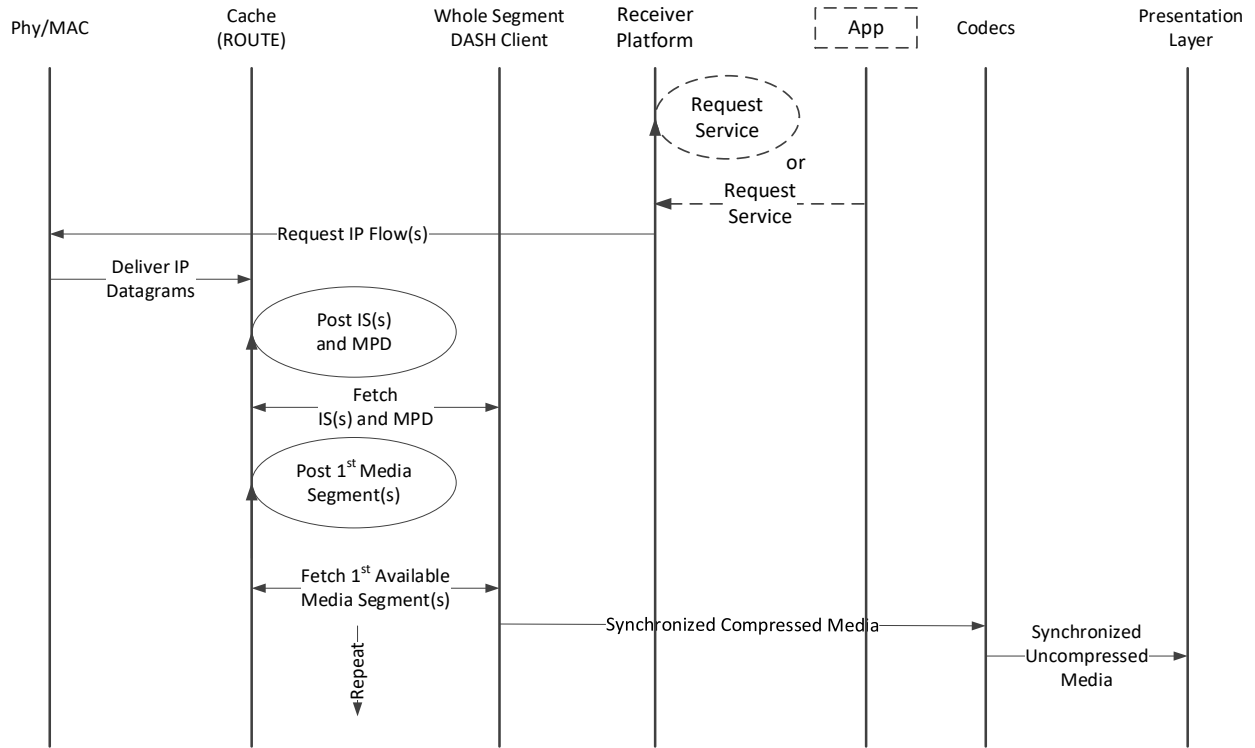 Phy/MAC
Cache
(ROUTE)
Whole Segment
DASH Client
Receiver
Platform
App
Codecs
Presentation
Layer
Request
Service
or
Request
Service
Request IP Flow(s)
Deliver IP
Datagrams
Post IS(s)
and MPD
Fetch
IS(s) and MPD
Post 1st Media
Segment(s)
Fetch 1st Available
Media Segment(s)
Synchronized Compressed Media
Synchronized
Uncompressed
Media
Repeat